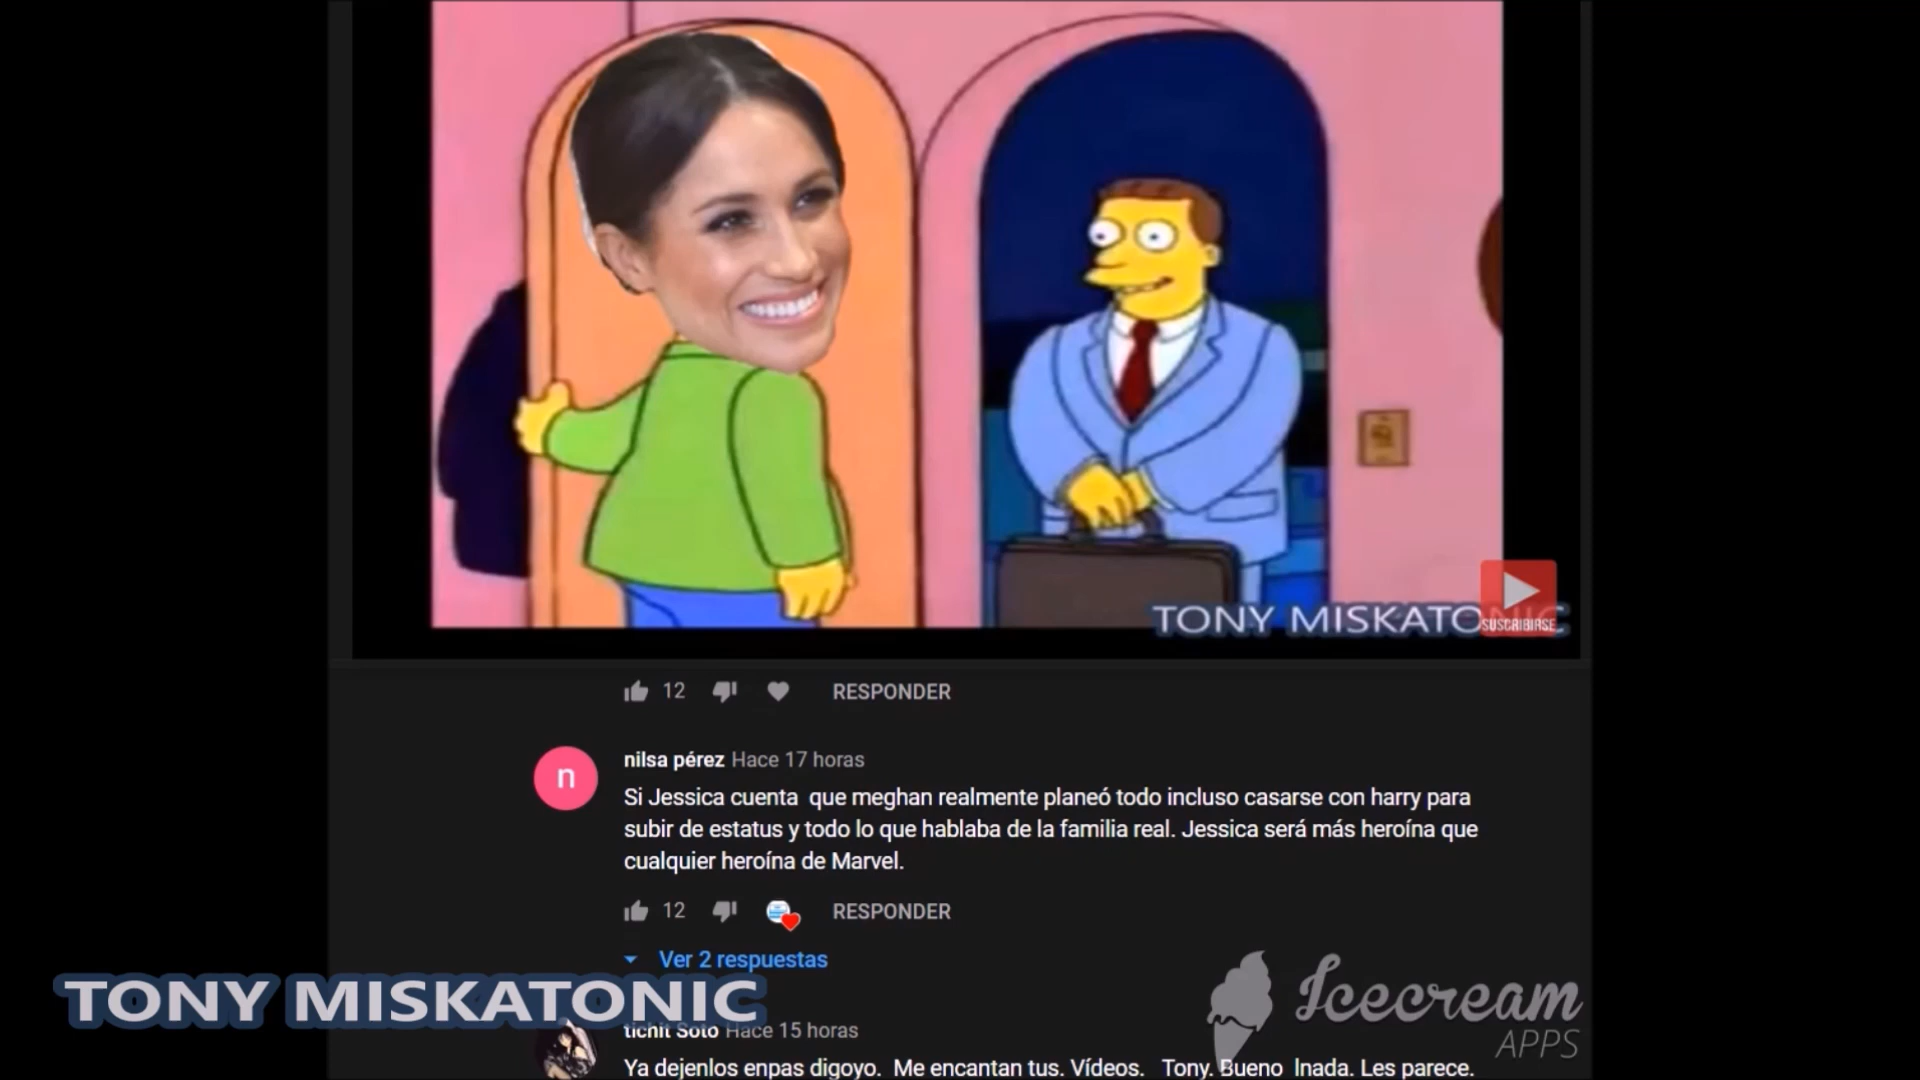 TONY MISKATONIC
SUSCRIBIRSE
12 RESPONDER
nilsa pérez Hace 17 horas
n
Si Jessica cuenta que meghan realmente planeó todo incluso casarse con harry para
subir de estatus y todo lo que hablaba de la familia real. Jessica será más heroína que
cualquier heroína de Marvel.
12 RESPONDER
Ver 2 respuestas
TONY MISKATONIC
Icecream
APPS
tichit Soto Hace 15 horas
Ya dejenlos enpas digoyo. Me encantan tus. Vídeos. Tony. Bueno lnada. Les parece.